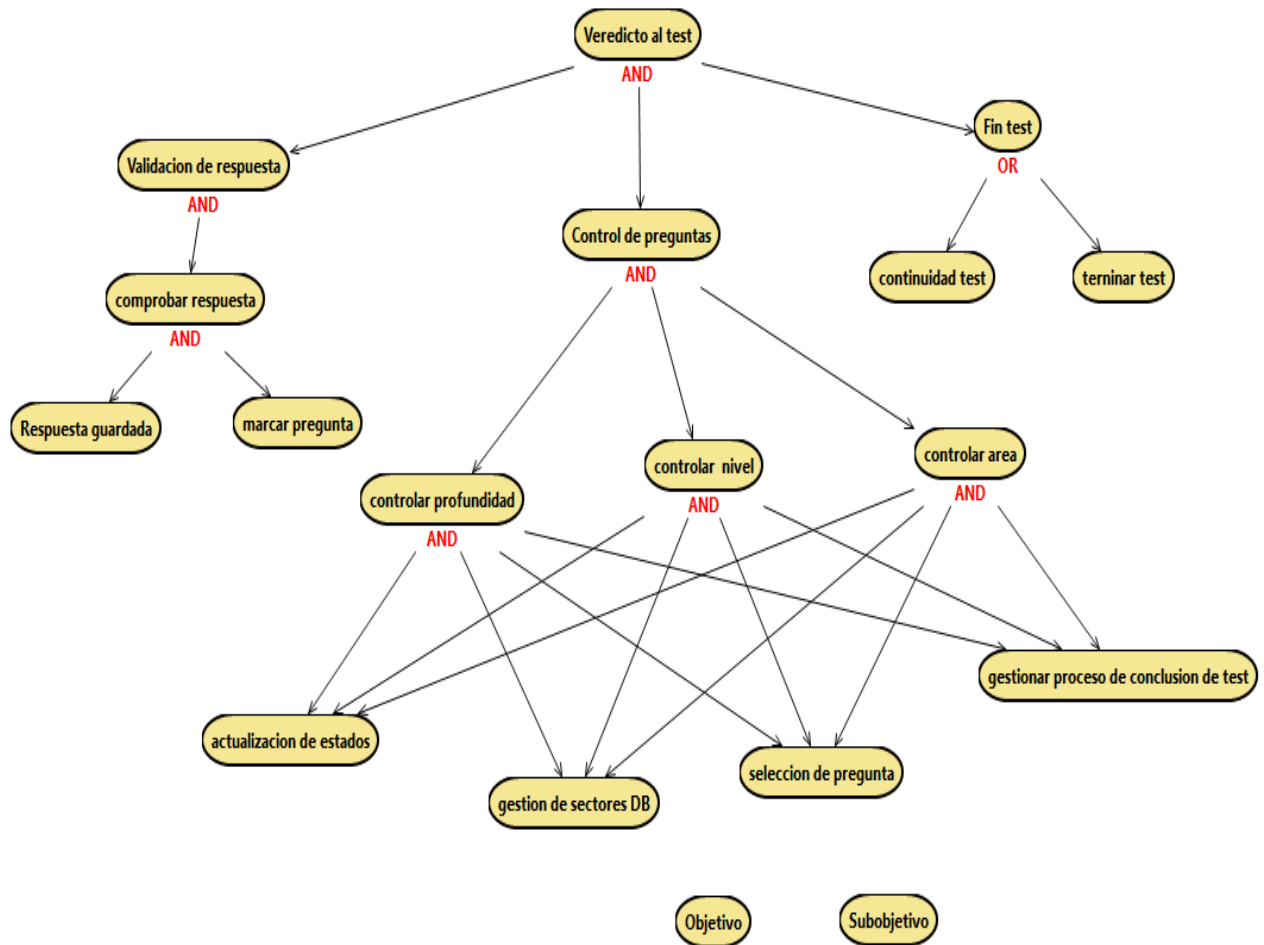 Veredicto al test
AND
Fin test
OR
Validacion de respuesta
AND
Control de preguntas
AND
continuidad test
terninar test
comprobar respuesta
AND
Respuesta guardada
marcar pregunta
controlar profundidad
AND
controlar nivel
AND
controlar area
AND
gestionar proceso de conclusion de test
actualizacion de estados
seleccion de pregunta
gestion de sectores DB
Objetivo
Subobjetivo